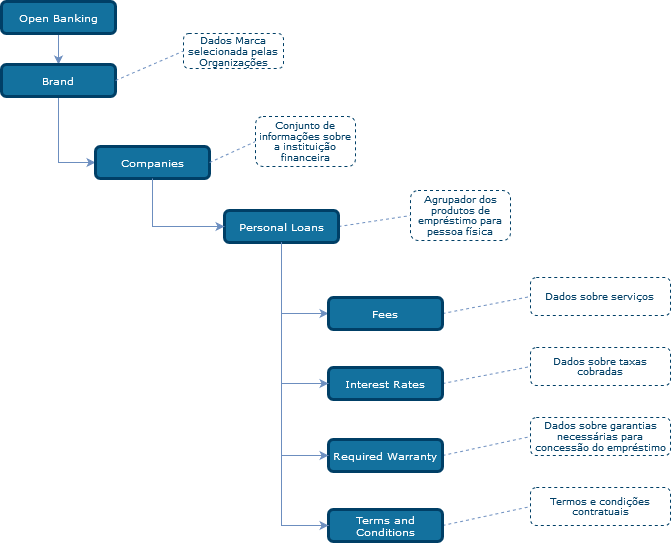 Open Banking
Dados Marca
selecionada pelas
Organizações
Brand
Conjunto de
informações sobre
a instituição
financeira
Companies
Agrupador dos
produtos de
empréstimo para
pessoa física
Personal Loans
Dados sobre serviços
Fees
Dados sobre taxas
cobradas
Interest Rates
Dados sobre garantias
necessárias para
concessão do empréstimo
Required Warranty
Termos e condições
contratuais
Terms and
Conditions